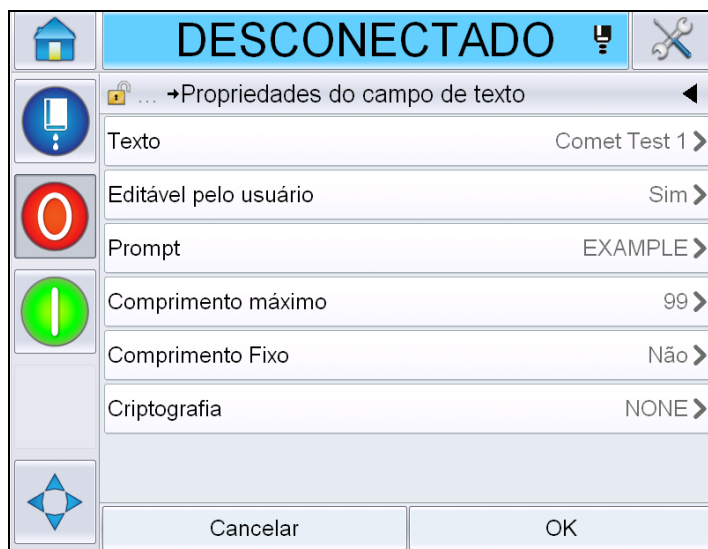 DESCONECTADO
... →Propriedades do campo de texto
Texto Comet Test 1
Editável pelo usuário Sim
Prompt EXAMPLE
Comprimento máximo 99
Comprimento Fixo Não
Criptografia NONE
Cancelar OK